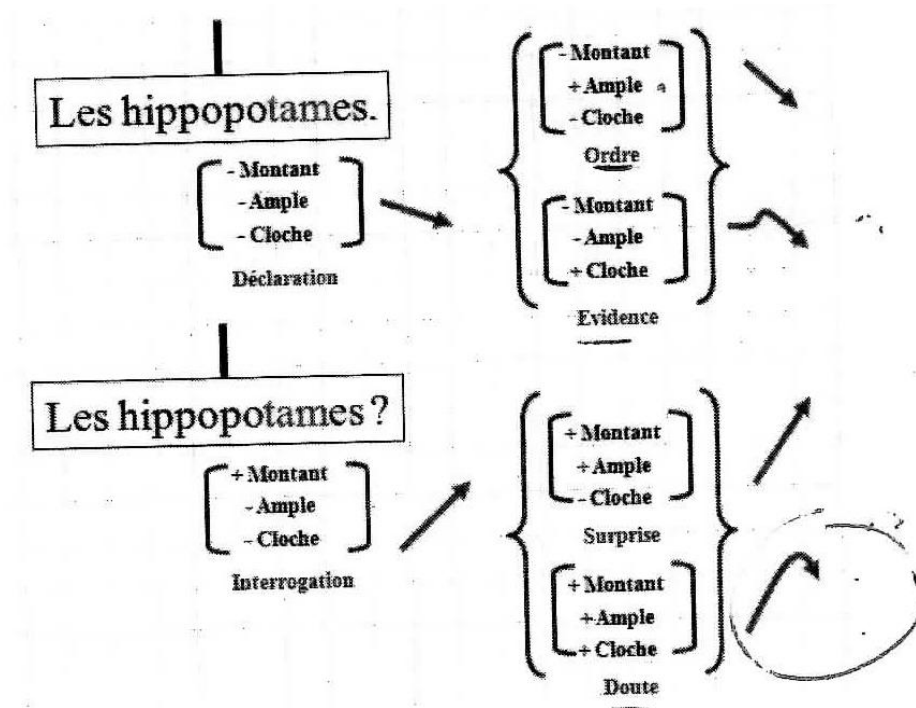 Les hippopotames.
- Montant
- Ample
- Cloche
Déclaration
- Montant
+ Ample
- Cloche
Ordre
- Montant
- Ample
+ Cloche
Evidence
Les hippopotames ?
+ Montant
- Ample
- Cloche
Interrogation
+ Montant
+ Ample
- Cloche
Surprise
+ Montant
+ Ample
+ Cloche
Doute